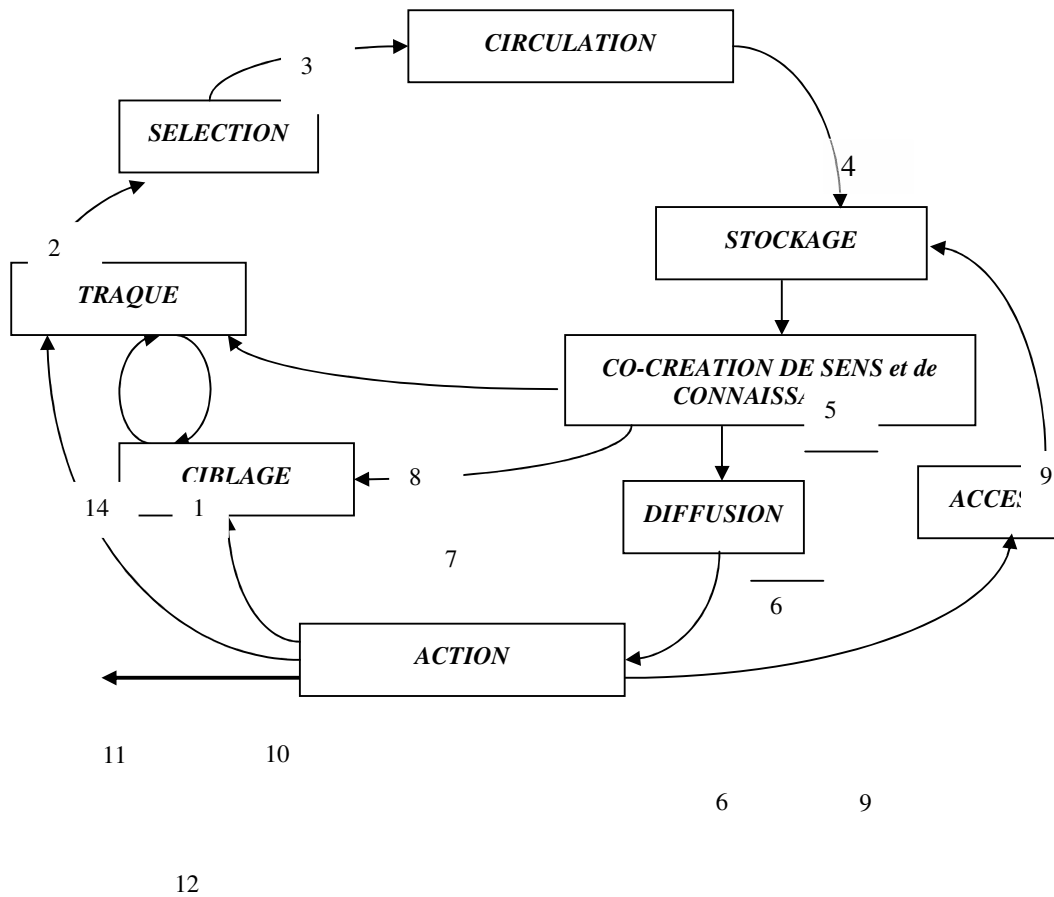 CIRCULATION
3
SELECTION
4
STOCKAGE
2
TRAQUE
CO-CREATION DE SENS et de
5
8
CIBLAGE
9
14
1
DIFFUSION
7
6
ACTION
11
10
6
9
12